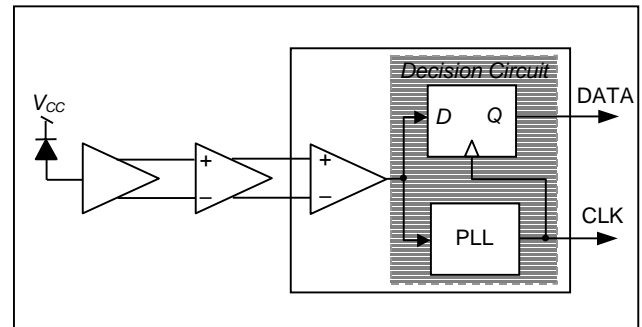 Decision Circuit
VCC
DATA
D Q
+ +
− −
CLK
PLL